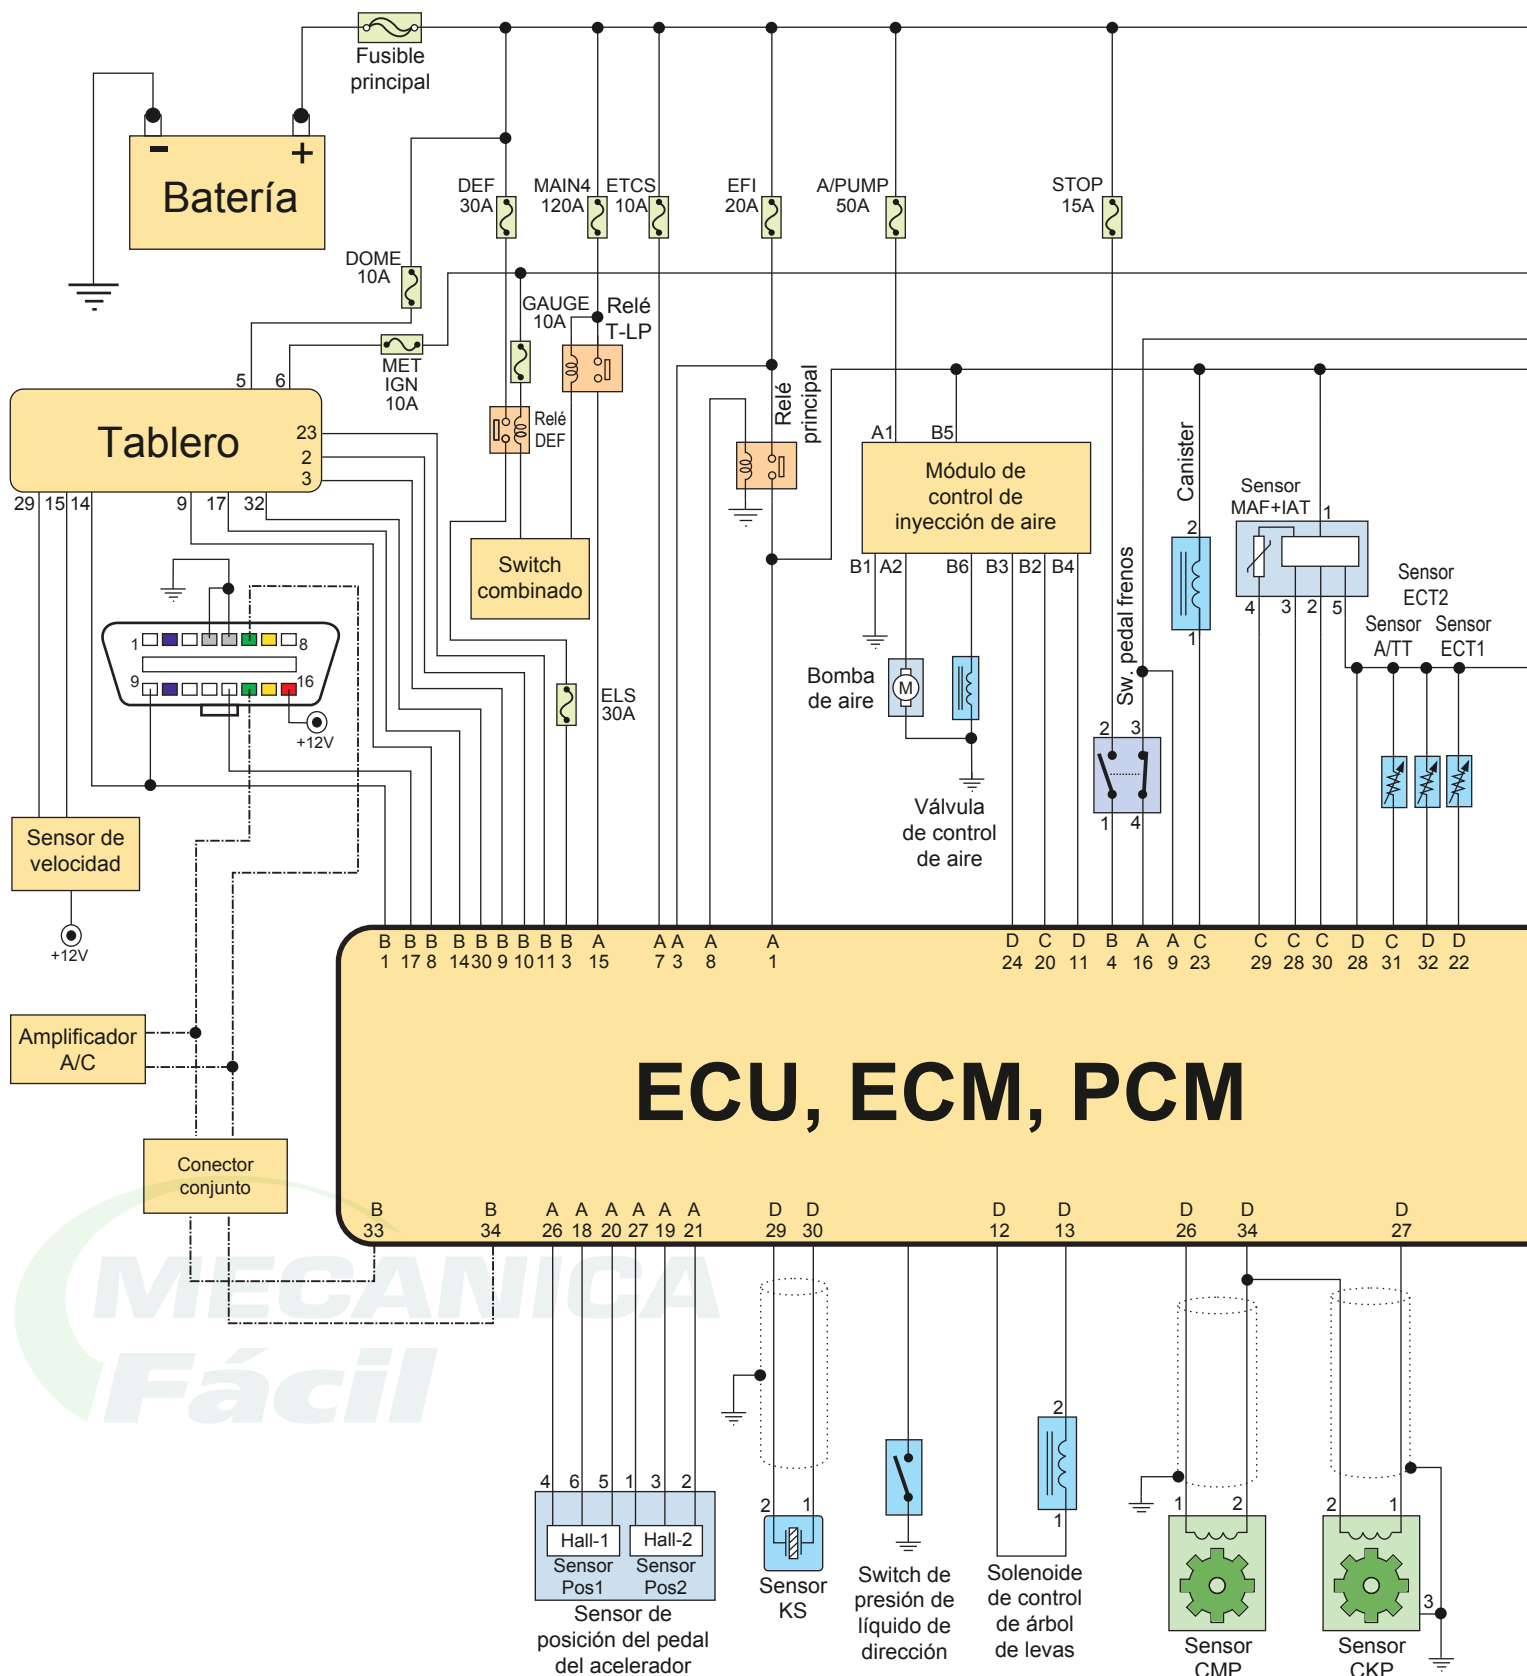 Fusible
principal
-
+
Batería
DEF
30A
MAIN4
120A
ETCS
10A
EFI
20A
A/PUMP
50A
STOP
15A
DOME
10A
GAUGE
10A
Relé
T-LP
MET
IGN
10A
5 6
Relé
DEF
Relé
principal
Tablero
23
2
3
29 15 14 9 17 32
A1 B5
Módulo de
control de
inyección de aire
B1 A2 B6 B3 B2 B4
Canister
2
1
Sensor
MAF+IAT
1
4 3 2 5
Sensor
ECT2
Sensor
A/TT
Sensor
ECT1
Switch
combinado
Sw. pedal frenos
1 8
9 16
+12V
ELS
30A
Bomba
de aire
M
2 3
1 4
Válvula
de control
de aire
Sensor de
velocidad
+12V
B B B B B B B B B A A A A A D C D B A A C C C C D C D D
1 17 8 14 30 9 10 11 3 15 7 3 8 1 24 20 11 4 16 9 23 29 28 30 28 31 32 22
Amplificador
A/C
ECU, ECM, PCM
Conector
conjunto
B B A A A A A A D D D D D D D
33 34 26 18 20 27 19 21 29 30 12 13 26 34 27
MECANICA
Fácil
4 6 5 1 3 2
Hall-1 Hall-2
Sensor
Pos1
Sensor
Pos2
Sensor de
posición del pedal
del acelerador
2 1
Sensor
KS
Switch de
presión de
líquido de
dirección
2
1
Solenoide
de control
de árbol
de levas
1 2
Sensor
CMP
2 1
3
Sensor
CKP